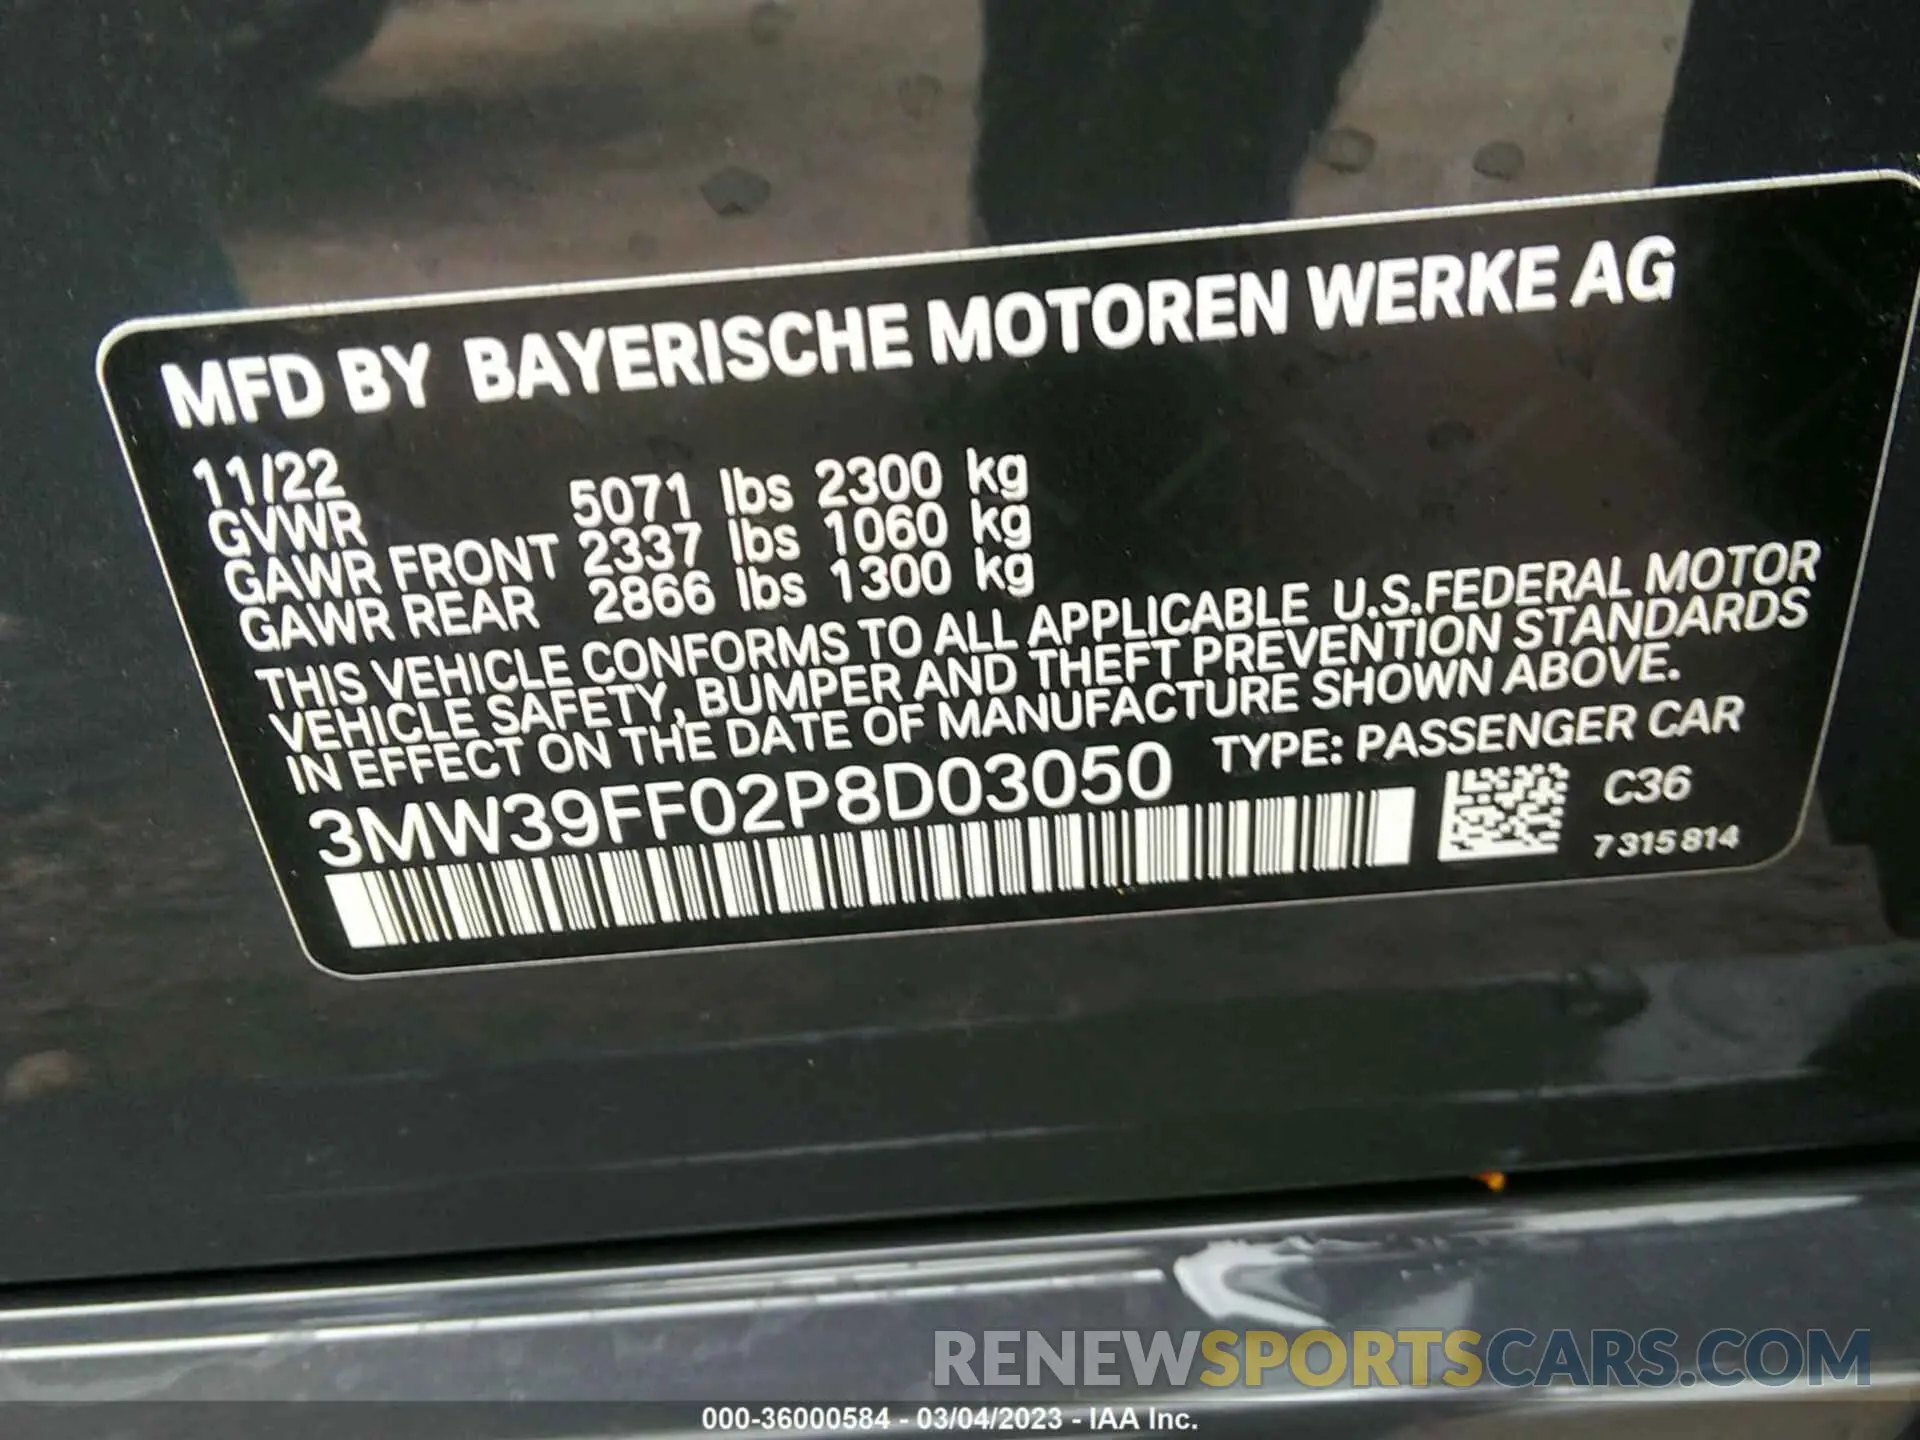 MFD BY BAYERISCHE MOTOREN WERKE AG
11/22
GVWR 5071 lbs 2300 kg
GAWR FRONT 2337 lbs 1060 kg
GAWR REAR 2866 lbs 1300 kg
THIS VEHICLE CONFORMS TO ALL APPLICABLE U.S.FEDERAL MOTOR
VEHICLE SAFETY, BUMPER AND THEFT PREVENTION STANDARDS
IN EFFECT ON THE DATE OF MANUFACTURE SHOWN ABOVE.
3MW39FF02P8D03050 TYPE: PASSENGER CAR
C36
7315814
RENEWSPORTSCARS.COM
000-36000584 - 03/04/2023 - IAA Inc.